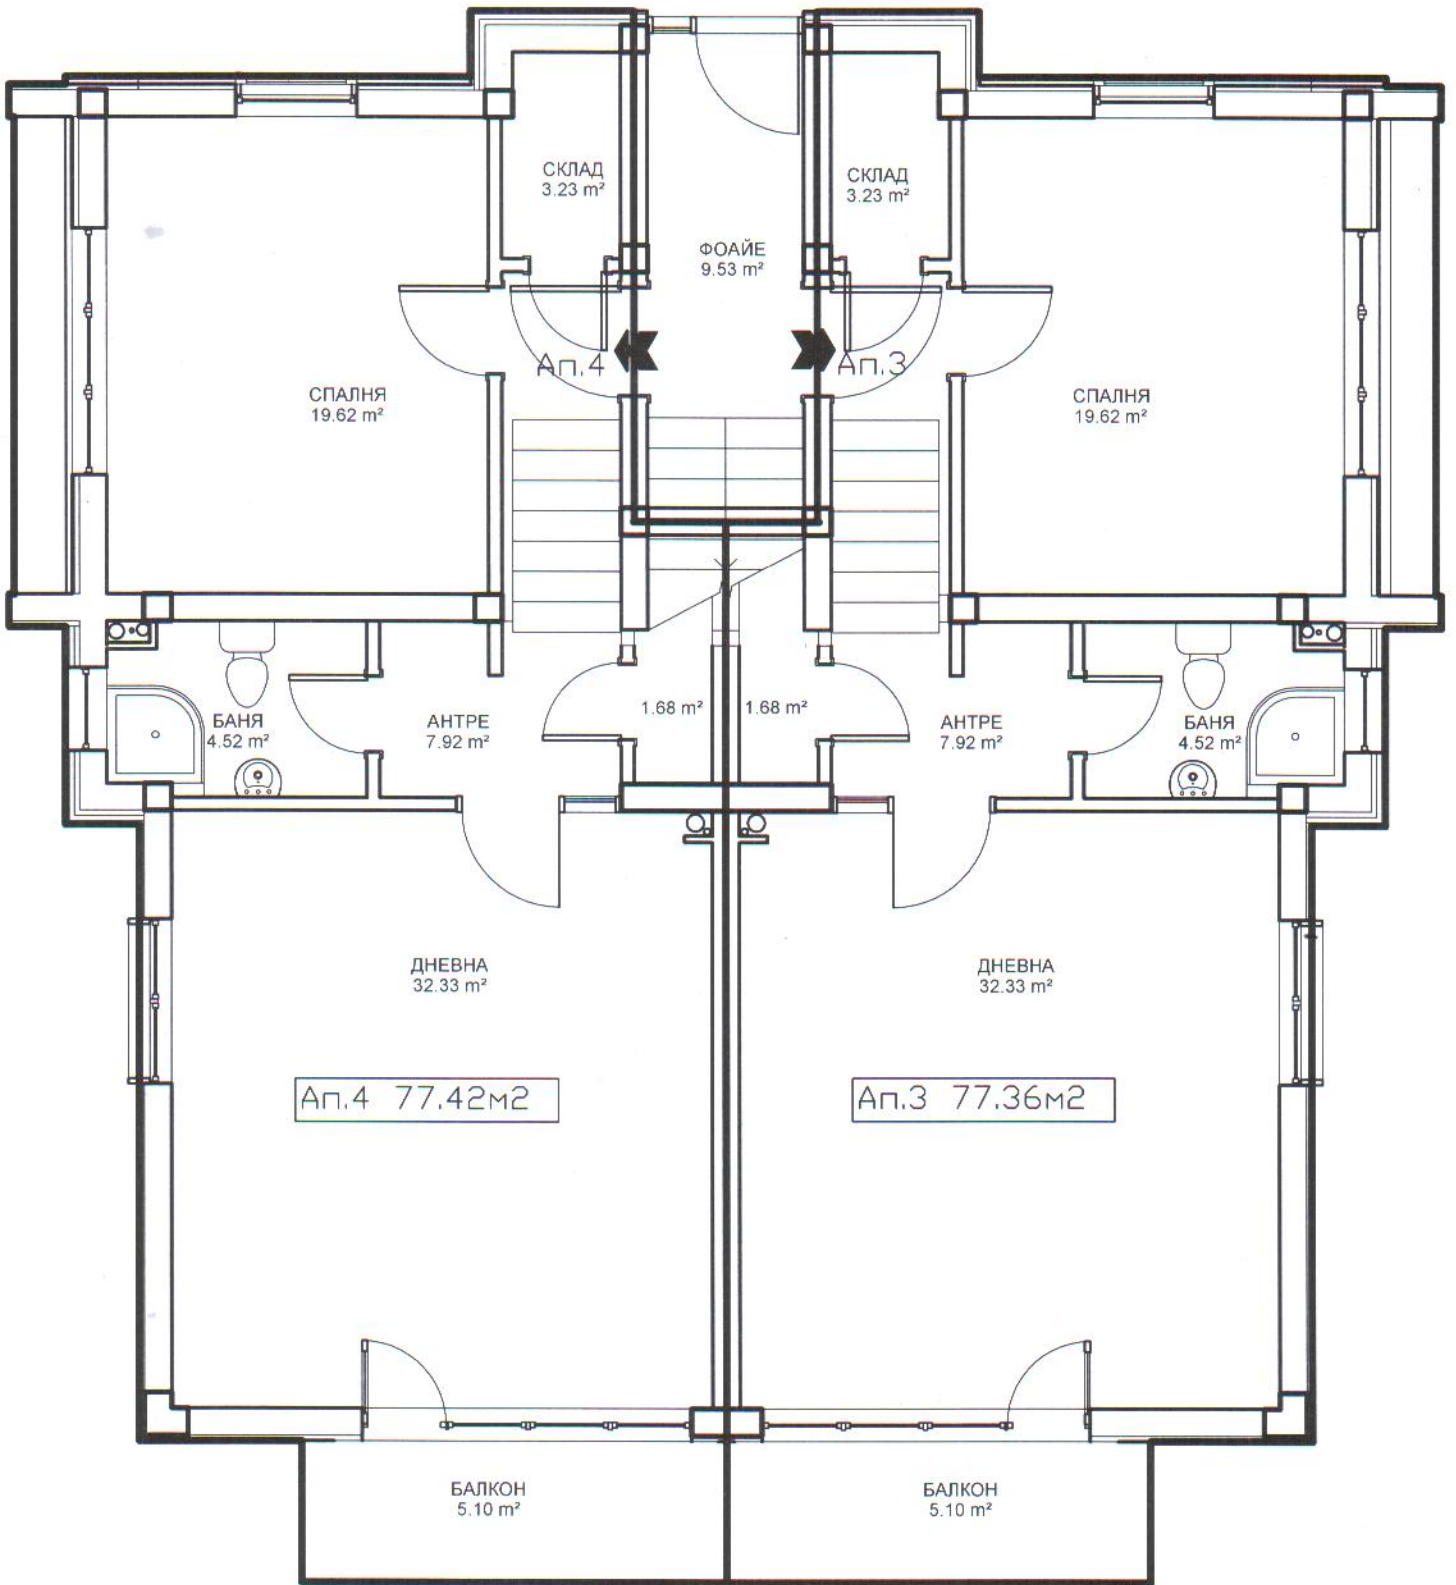 СКЛАД
3.23 m²
СКЛАД
3.23 m²
ФОАЙЕ
9.53 m²
Ап.4
Ап.3
СПАЛНЯ
19.62 m²
СПАЛНЯ
19.62 m²
БАНЯ
4.52 m²
АНТРЕ
7.92 m²
1.68 m²
1.68 m²
АНТРЕ
7.92 m²
БАНЯ
4.52 m²
ДНЕВНА
32.33 m²
ДНЕВНА
32.33 m²
Ап.4 77.42м2
Ап.3 77.36м2
БАЛКОН
5.10 m²
БАЛКОН
5.10 m²